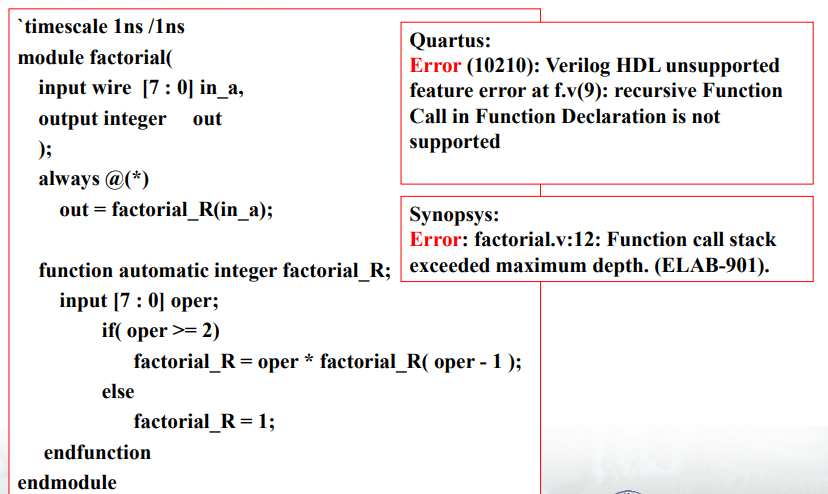 `timescale 1ns /1ns
module factorial(
input wire [7 : 0] in_a,
output integer out
);
always @(*)
out = factorial_R(in_a);
function automatic integer factorial_R;
input [7 : 0] oper;
if( oper >= 2)
factorial_R = oper * factorial_R( oper - 1 );
else
factorial_R = 1;
endfunction
endmodule
Quartus:
Error (10210): Verilog HDL unsupported
feature error at f.v(9): recursive Function
Call in Function Declaration is not
supported
Synopsys:
Error: factorial.v:12: Function call stack
exceeded maximum depth. (ELAB-901).